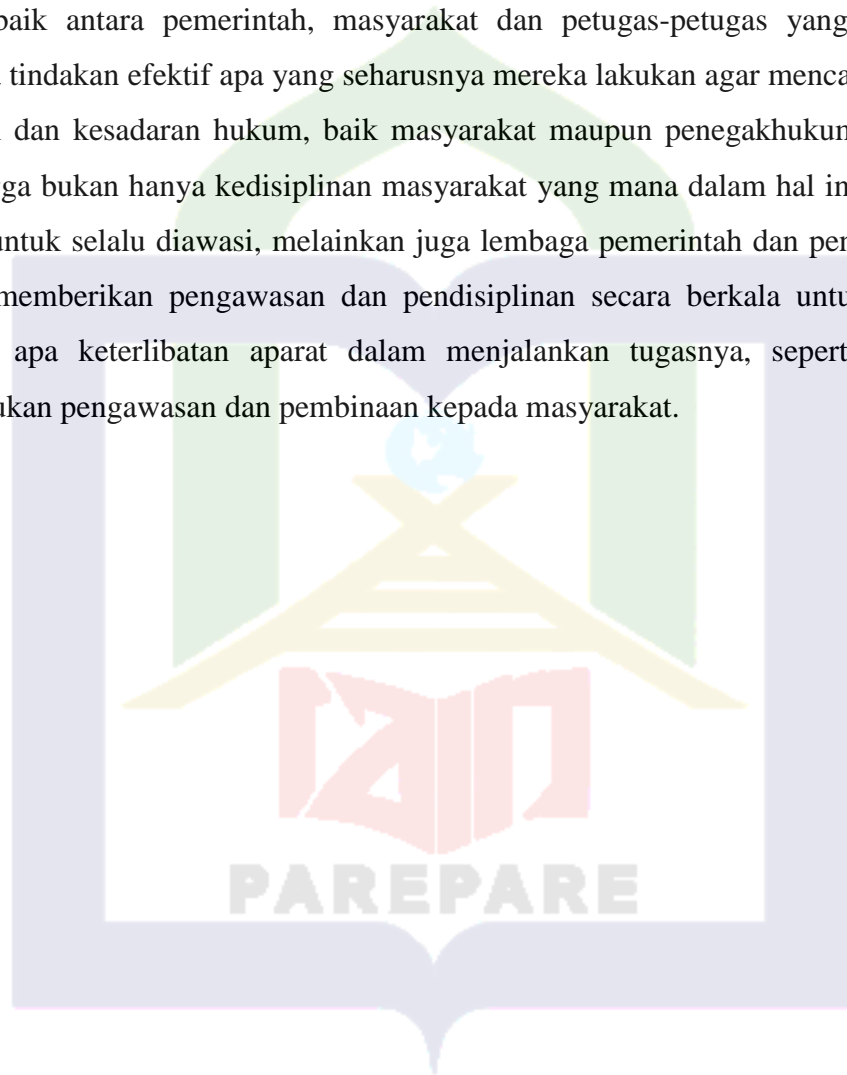 baik antara pemerintah, masyarakat dan petugas-petugas yang
tindakan efektif apa yang seharusnya mereka lakukan agar menca
dan kesadaran hukum, baik masyarakat maupun penegakhukum
ga bukan hanya kedisiplinan masyarakat yang mana dalam hal in
untuk selalu diawasi, melainkan juga lembaga pemerintah dan pen
memberikan pengawasan dan pendisiplinan secara berkala untu
apa keterlibatan aparat dalam menjalankan tugasnya, sepert
ukan pengawasan dan pembinaan kepada masyarakat.
iain
PAREPARE